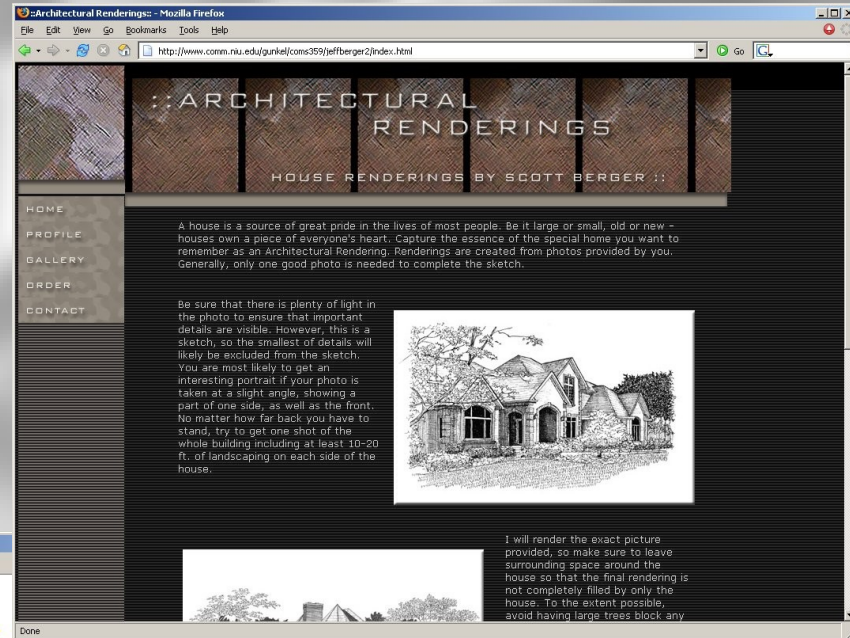 ::Architectural Renderings:: - Mozilla Firefox
File Edit View Go Bookmarks Tools Help
http://www.comm.niu.edu/gunkel/coms359/jeffberger2/index.html
Go
G
::ARCHITECTURAL
RENDERINGS
HOUSE RENDERINGS BY SCOTT BERGER ::
HOME
PROFILE
GALLERY
ORDER
CONTACT
A house is a source of great pride in the lives of most people. Be it large or small, old or new -
houses own a piece of everyone's heart. Capture the essence of the special home you want to
remember as an Architectural Rendering. Renderings are created from photos provided by you.
Generally, only one good photo is needed to complete the sketch.
Be sure that there is plenty of light in
the photo to ensure that important
details are visible. However, this is a
sketch, so the smallest of details will
likely be excluded from the sketch.
You are most likely to get an
interesting portrait if your photo is
taken at a slight angle, showing a
part of one side, as well as the front.
No matter how far back you have to
stand, try to get one shot of the
whole building including at least 10-20
ft. of landscaping on each side of the
house.
I will render the exact picture
provided, so make sure to leave
surrounding space around the
house so that the final rendering is
not completely filled by only the
house. To the extent possible,
avoid having large trees block any
Done